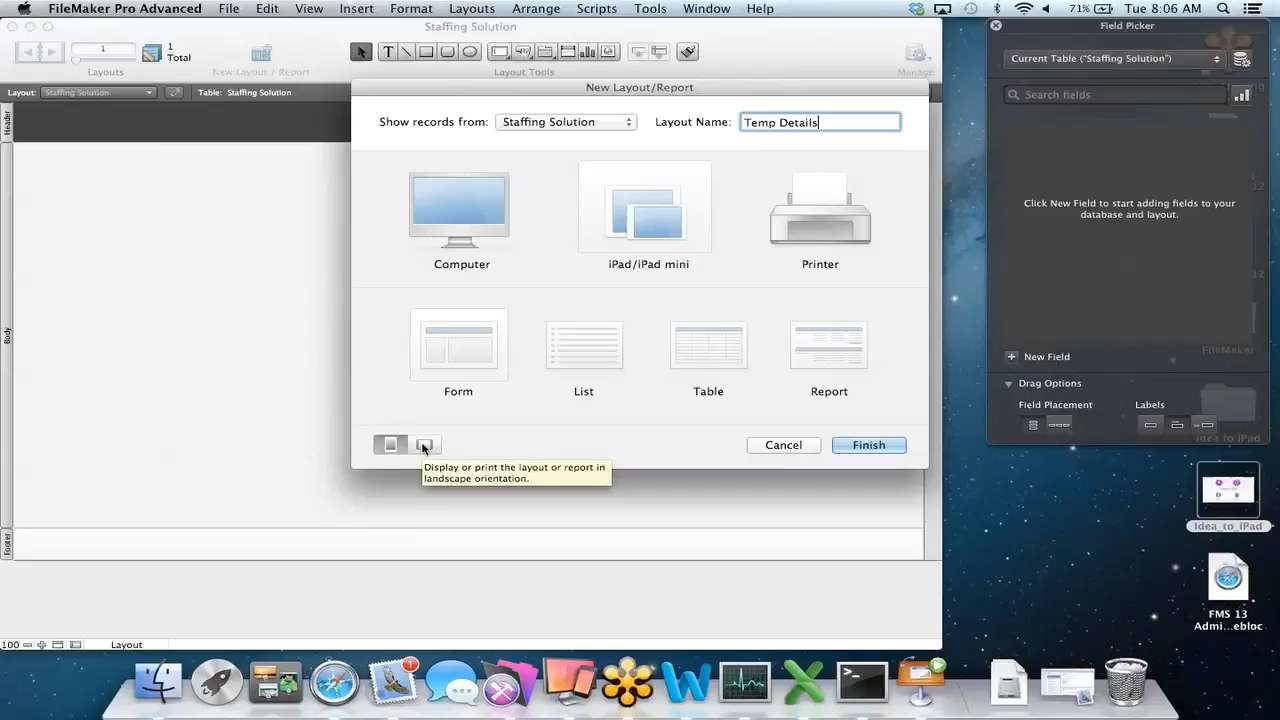 FileMaker Pro Advanced File Edit View Insert Format Layouts Arrange Scripts Tools Window Help 71% Tue 8:06 AM
Staffing Solution
1
1
Total
Layouts
New Layout / Report
T
Layout Tools
Manage
Layout: Staffing Solution
Table: Staffing Solution
Header
Body
Footer
New Layout/Report
Show records from: Staffing Solution Layout Name: Temp Details
Computer iPad/iPad mini Printer
Form List Table Report
Cancel Finish
Display or print the layout or report in
landscape orientation.
100
Layout
Field Picker
Current Table ("Staffing Solution")
Search fields
Click New Field to start adding fields to your
database and layout.
FileMaker
+ New Field
Drag Options
Field Placement Labels
Idea to iPad
Idea_to_iPad
FMS 13
Admi...ebloc
1